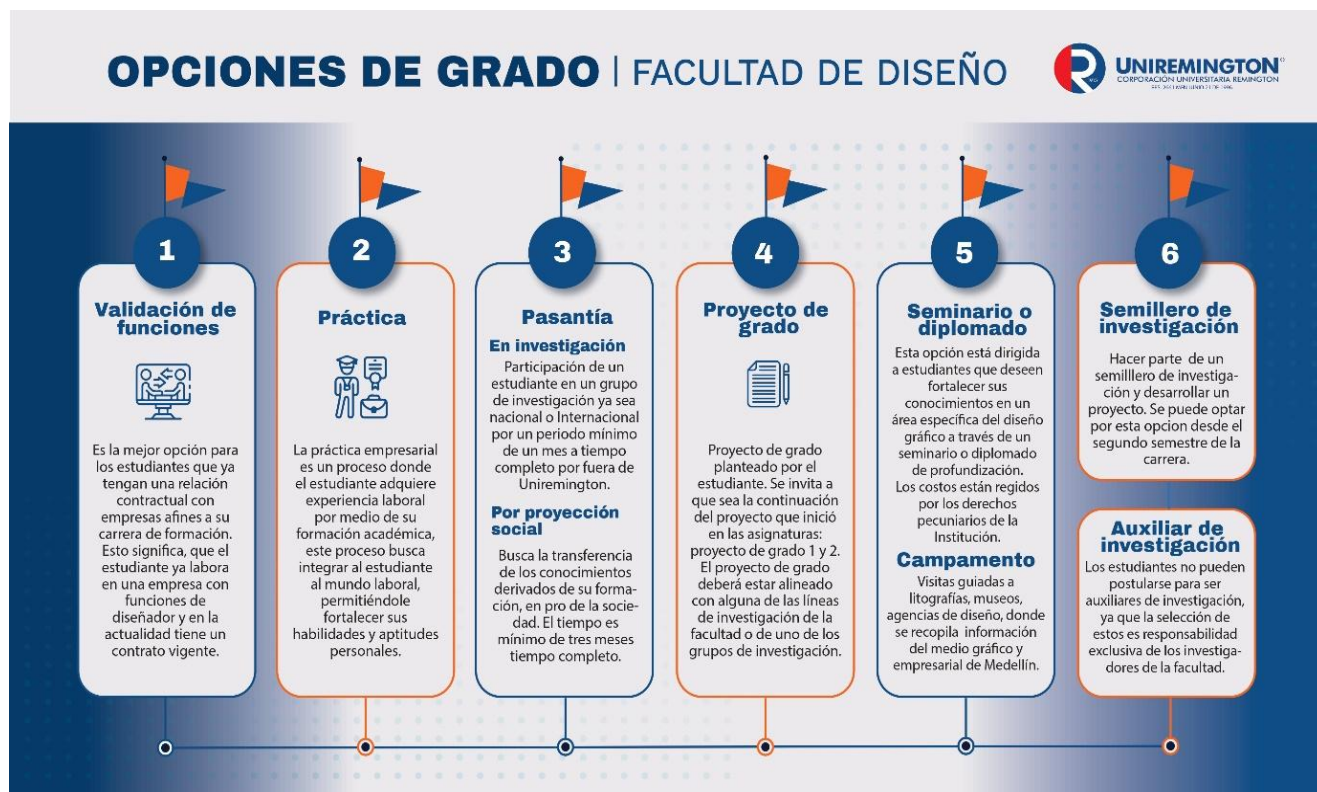 OPCIONES DE GRADO | FACULTAD DE DISEÑO
UNIREMINGTON
CORPORACIÓN UNIVERSITARIA REMINGTON
1
Validación de
funciones
Es la mejor opción para
los estudiantes que ya
tengan una relación
contractual con
empresas afines a su
carrera de formación.
Esto significa, que el
estudiante ya labora
en una empresa con
funciones de
diseñador y en la
actualidad tiene un
contrato vigente.
2
Práctica
La práctica empresarial
es un proceso donde
el estudiante adquiere
experiencia laboral
por medio de su
formación académica,
este proceso busca
integrar al estudiante
al mundo laboral,
permitiéndole
fortalecer sus
habilidades y aptitudes
personales.
3
Pasantía
En investigación
Participación de un
estudiante en un grupo
de investigación ya sea
nacional o Internacional
por un periodo mínimo
de un mes a tiempo
completo por fuera de
Uniremington.
Por proyección
social
Busca la transferencia
de los conocimientos
derivados de su forma-
ción, en pro de la socie-
dad. El tiempo es
mínimo de tres meses
tiempo completo.
4
Proyecto de
grado
Proyecto de grado
planteado por el
estudiante. Se invita a
que sea la continuación
del proyecto que inició
en las asignaturas:
proyecto de grado 1 y 2.
El proyecto de grado
deberá estar alineado
con alguna de las líneas
de investigación de la
facultad o de uno de los
grupos de investigación.
5
Seminario o
diplomado
Esta opción está dirigida
a estudiantes que deseen
fortalecer sus
conocimientos en un
área específica del diseño
gráfico a través de un
seminario o diplomado
de profundización.
Los costos están regidos
por los derechos
pecuniarios de la
Institución.
Campamento
Visitas guiadas a
litografías, museos,
agencias de diseño, donde
se recopila información
del medio gráfico y
empresarial de Medellín.
6
Semillero de
investigación
Hacer parte de un
semilllero de investiga-
ción y desarrollar un
proyecto. Se puede optar
por esta opcion desde el
segundo semestre de la
carrera.
Auxiliar de
investigación
Los estudiantes no pueden
postularse para ser
auxiliares de investigación,
ya que la selección de
estos es responsabilidad
exclusiva de los investiga-
dores de la facultad.